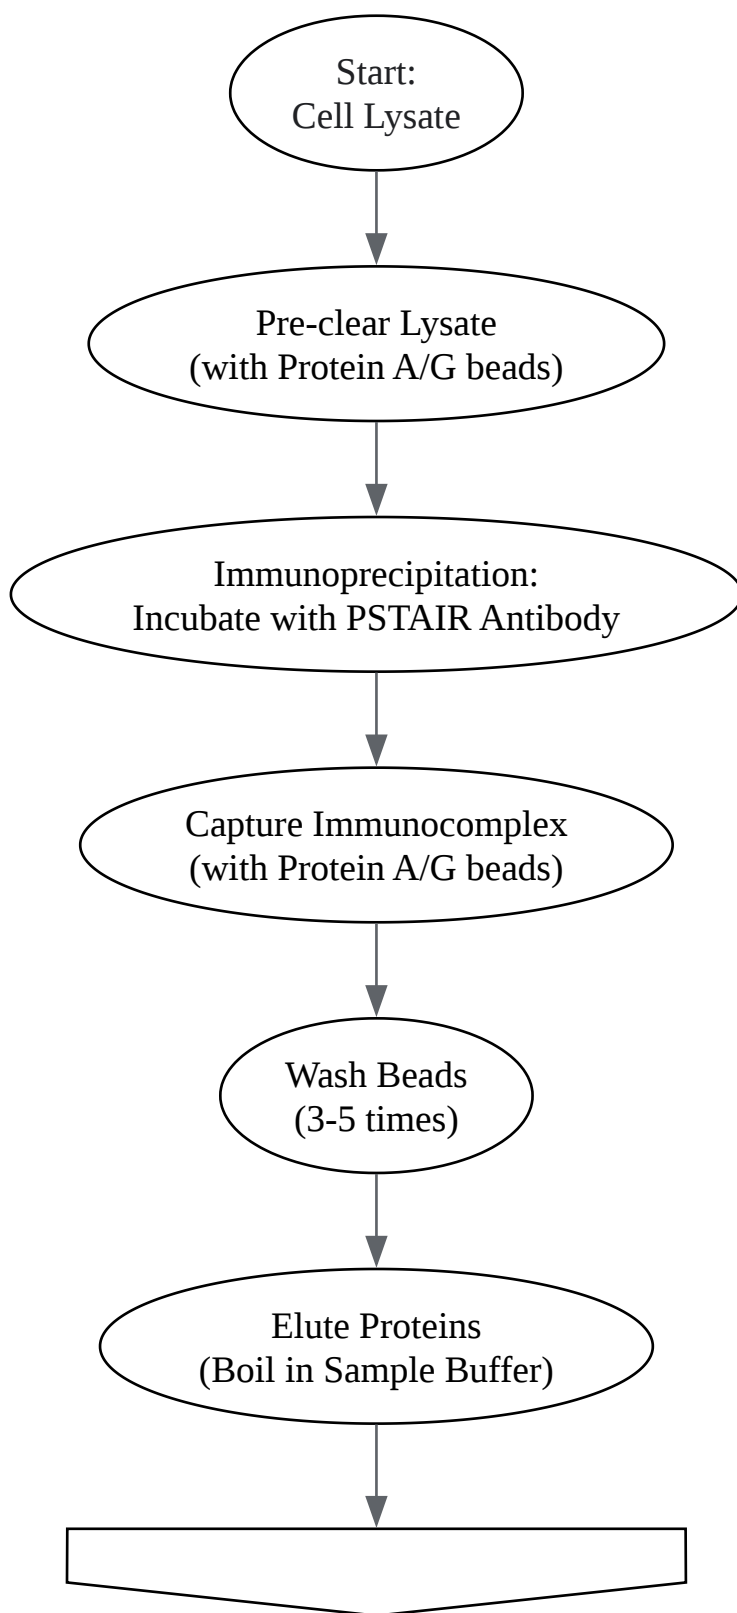 Start:
Cell Lysate
Pre-clear Lysate
(with Protein A/G beads)
Immunoprecipitation:
Incubate with PSTAIR Antibody
Capture Immunocomplex
(with Protein A/G beads)
Wash Beads
(3-5 times)
Elute Proteins
(Boil in Sample Buffer)